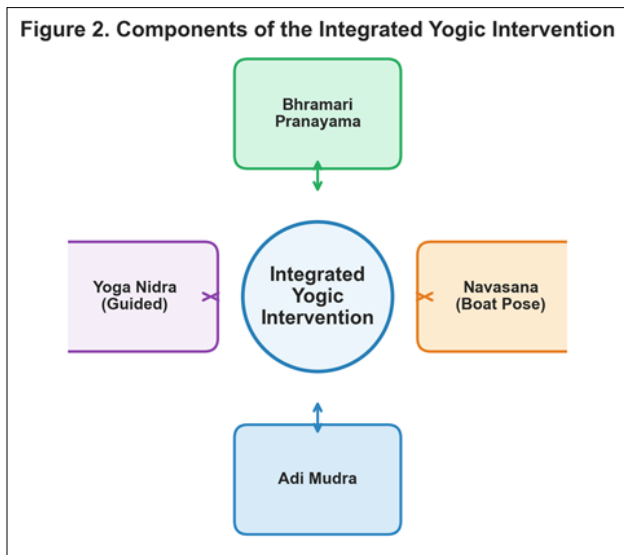 Figure 2. Components of the Integrated Yogic Intervention
Bhramari
Pranayama
Yoga Nidra
(Guided)
Integrated
Yogic
Intervention
Navasana
(Boat Pose)
Adi Mudra